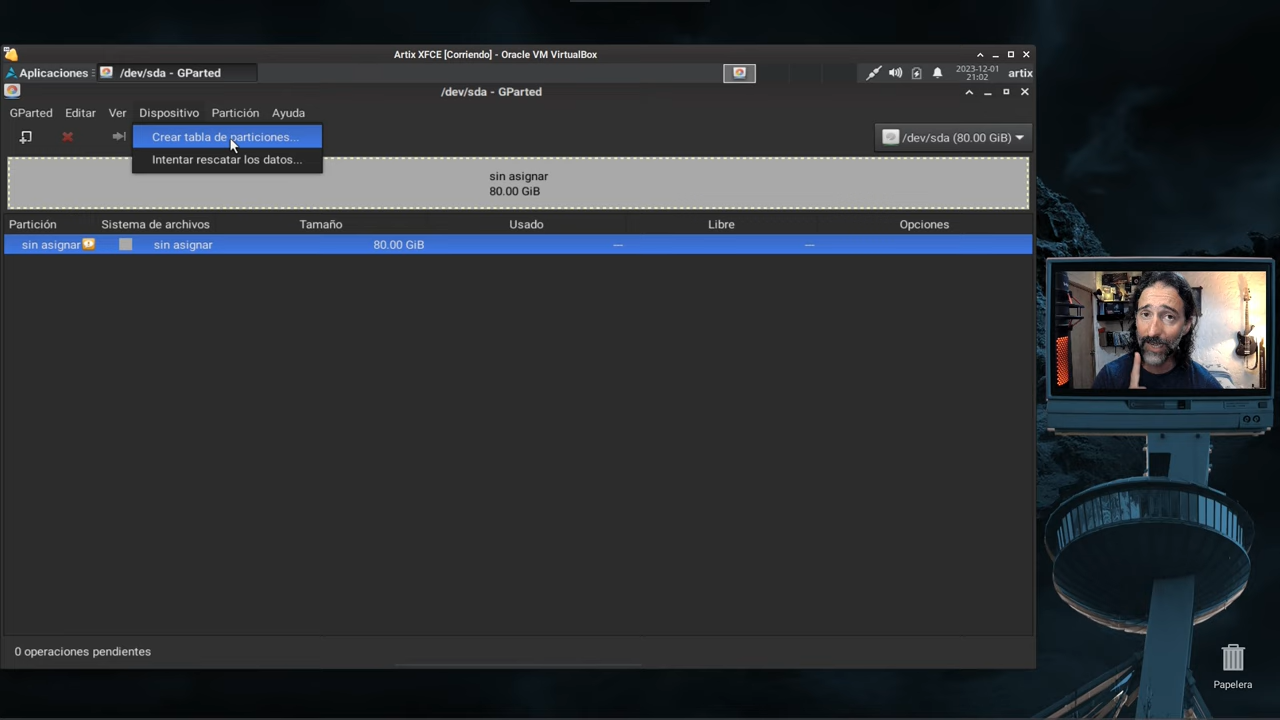 Artix XFCE [Corriendo] - Oracle VM VirtualBox
Aplicaciones
/dev/sda - GParted
2023-12-01
21:02
artix
/dev/sda - GParted
GParted Editar Ver Dispositivo Partición Ayuda
Crear tabla de particiones...
/dev/sda (80.00 GiB)
Intentar rescatar los datos...
sin asignar
80.00 GiB
Partición Sistema de archivos Tamaño Usado Libre Opciones
sin asignar sin asignar 80.00 GiB — —
0 operaciones pendientes
Papelera